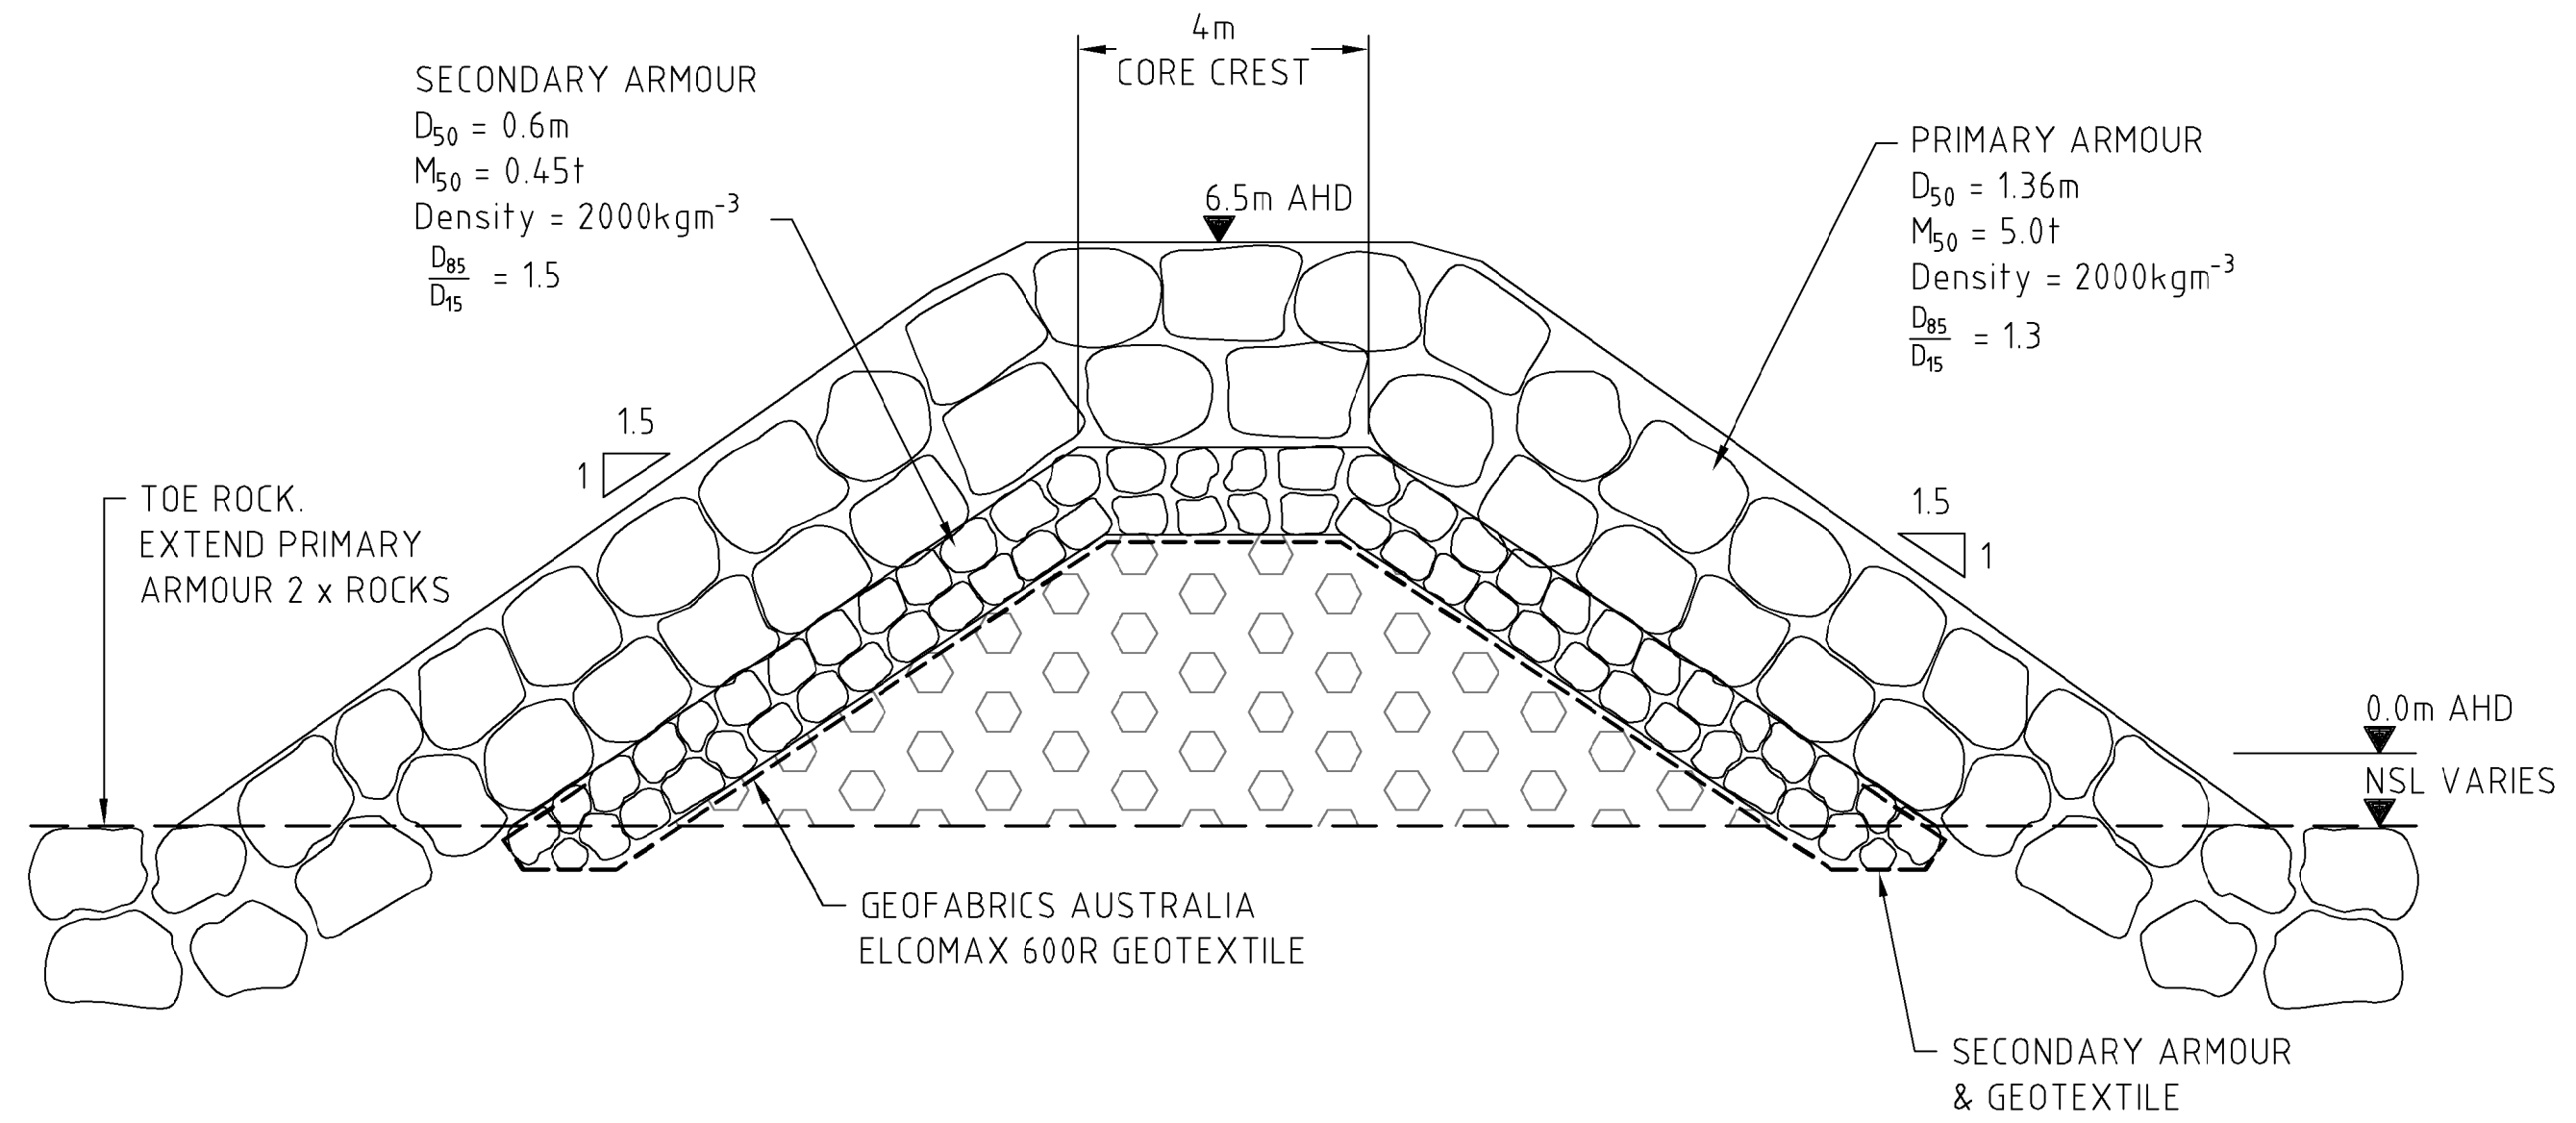 4m
CORE CREST
SECONDARY ARMOUR
D50 = 0.6m
M50 = 0.45t
Density = 2000kgm-3
D85
D15
= 1.5
PRIMARY ARMOUR
D50 = 1.36m
M50 = 5.0t
Density = 2000kgm-3
D85
D15
= 1.3
6.5m AHD
1.5
1
TOE ROCK.
EXTEND PRIMARY
ARMOUR 2 x ROCKS
1.5
1
0.0m AHD
NSL VARIES
GEOFABRICS AUSTRALIA
ELCOMAX 600R GEOTEXTILE
SECONDARY ARMOUR
& GEOTEXTILE